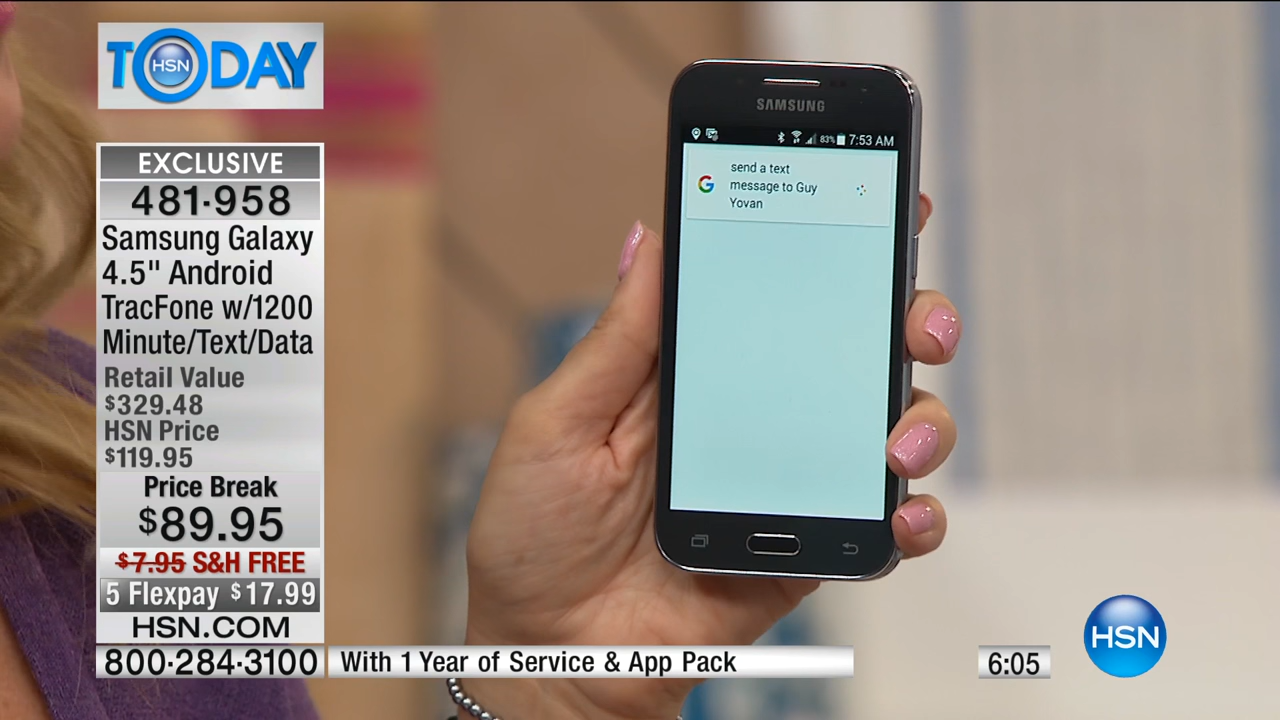 TODAY
HSN
EXCLUSIVE
481·958
Samsung Galaxy
4.5" Android
TracFone w/1200
Minute/Text/Data
Retail Value
$329.48
HSN Price
$119.95
Price Break
$89.95
$7.95 S&H FREE
5 Flexpay $17.99
HSN.COM
800·284·3100
With 1 Year of Service & App Pack
SAMSUNG
83% 7:53 AM
G
send a text
message to Guy
Yovan
6:05
HSN